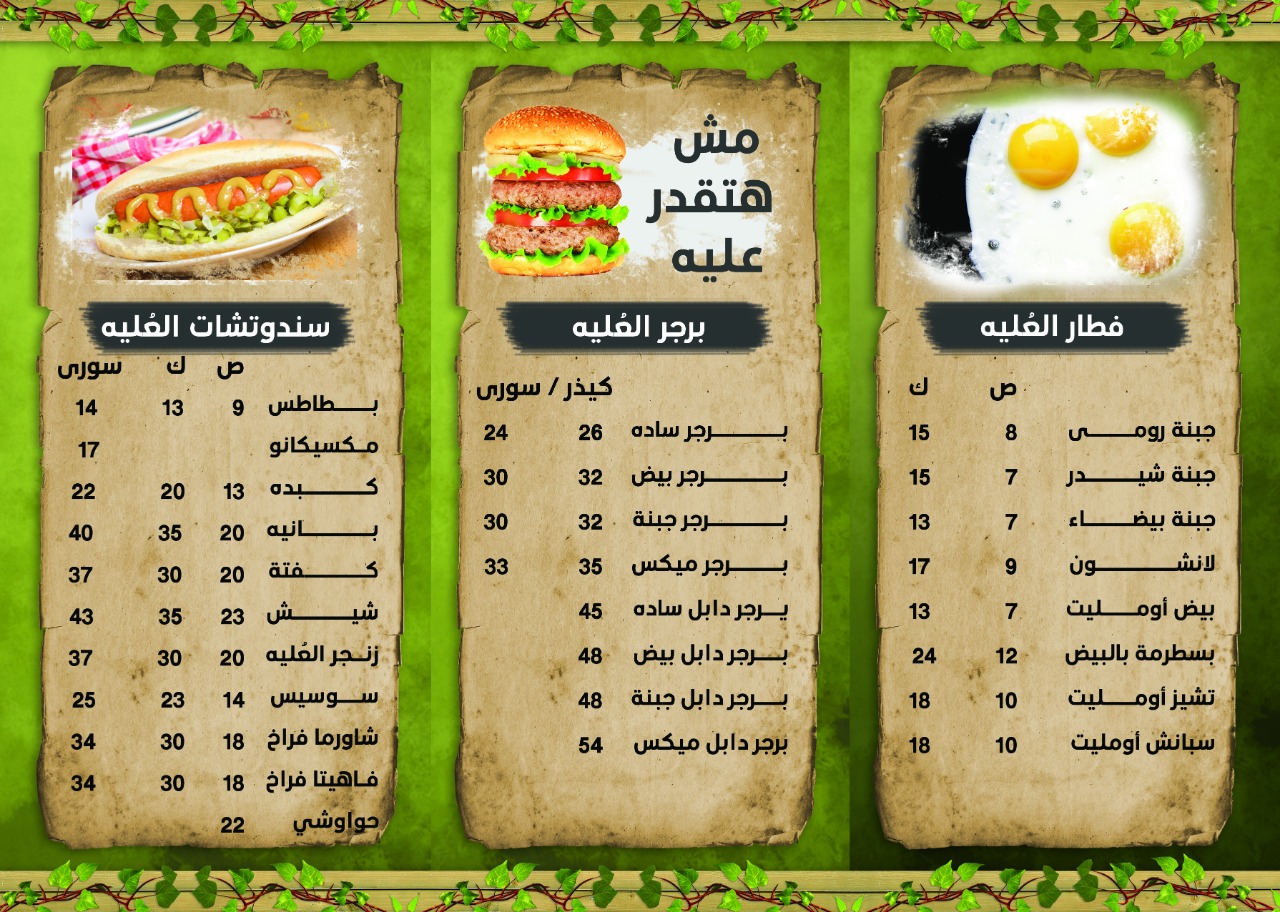 فطار العُليه
ص ك
جبنة رومى 8 15
جبنة شيدر 7 15
جبنة بيضاء 7 13
لانشون 9 17
بيض أومليت 7 13
بسطرمة بالبيض 12 24
تشيز أومليت 10 18
سبانش أومليت 10 18
مش
هتقدر
عليه
برجر العُليه
كيذر / سورى
برجر ساده 26 24
برجر بيض 32 30
برجر جبنة 32 30
برجر ميكس 35 33
يرجر دابل ساده 45
برجر دابل بيض 48
برجر دابل جبنة 48
برجر دابل ميكس 54
سندوتشات العُليه
ص ك سورى
بطاطس 9 13 14
مكسيكانو 17
كبده 13 20 22
بانيه 20 35 40
كفتة 20 30 37
شيش 23 35 43
زنجر العُليه 20 30 37
سوسيس 14 23 25
شاورما فراخ 18 30 34
فاهيتا فراخ 18 30 34
حواوشي 22